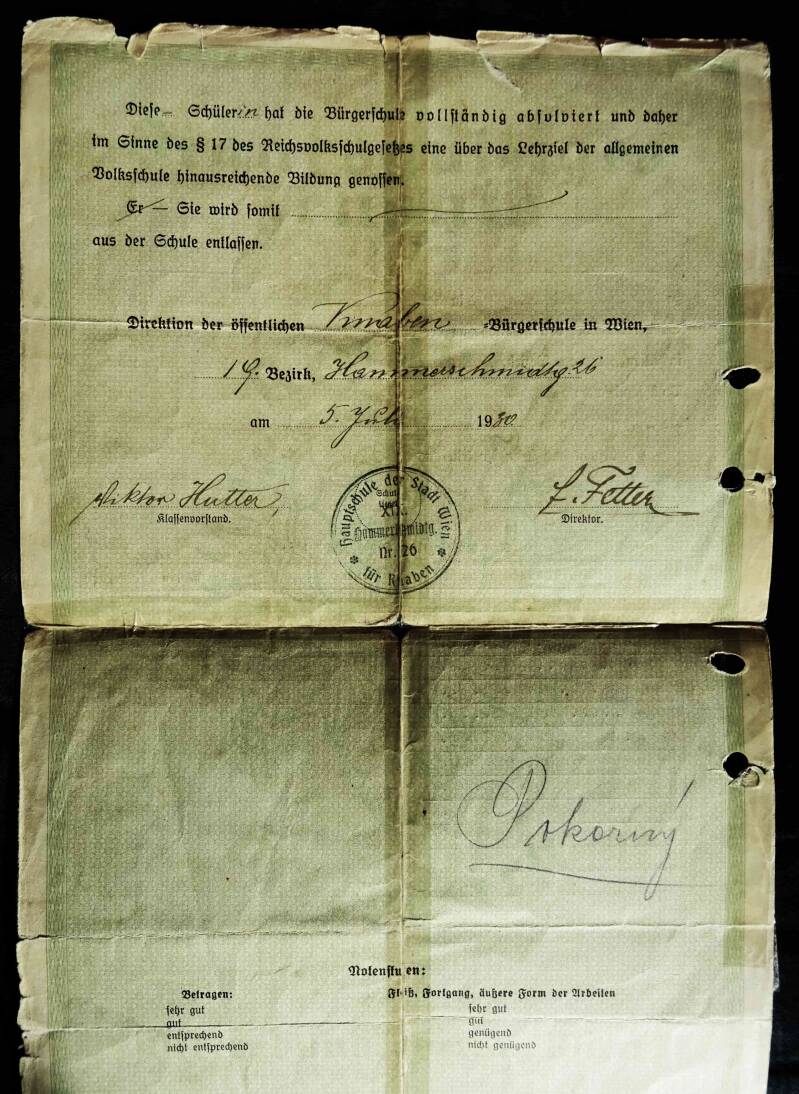 Diese Schülerin hat die Bürgerschule vollständig absolviert und daher
im Sinne des § 17 des Reichsvolksschulgesetzes eine über das Lehrziel der allgemeinen
Volksschule hinausreichende Bildung genossen.
Er — Sie wird somit
aus der Schule entlassen.
Direktion der öffentlichen Knaben =Bürgerschule in Wien,
19. Bezirk, Hammerschmidtg 26
am 5. Juli 1930
Viktor Hutter, 
Klassenvorstand.
Hauptschule der Stadt Wien
XIX.
Hammerschmidtg.
Nr. 26
für Knaben
F. Fetter
Direktor.
Pokorný
Notenstufen:
Betragen:
sehr gut
gut
entsprechend
nicht entsprechend
Fleiß, Fortgang, äußere Form der Arbeiten
sehr gut
gut
genügend
nicht genügend